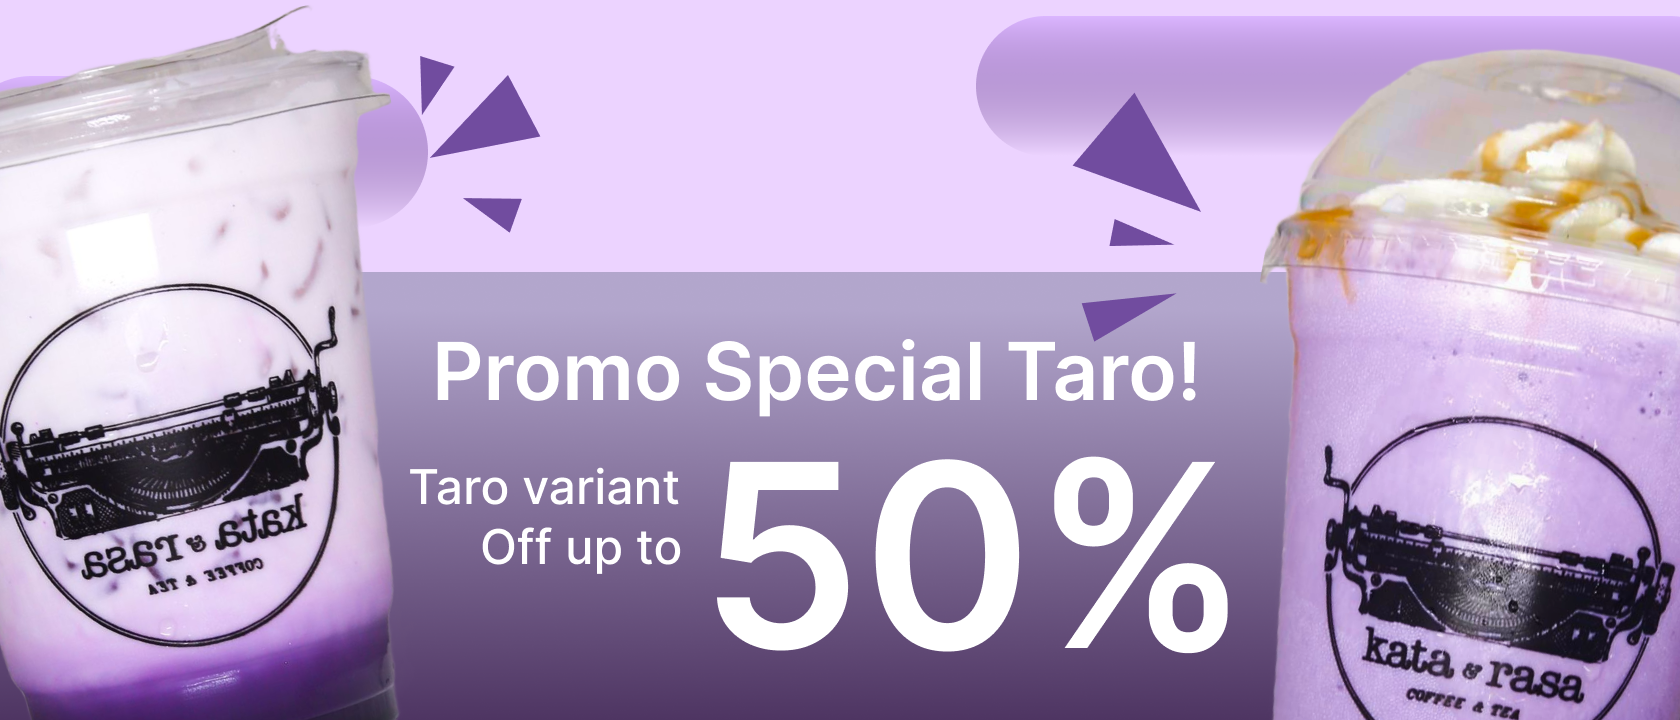 Promo Special Taro!
Taro variant
Off up to
50%
kata & rasa
COFFEE & TEA
kata & rasa
COFFEE & TEA